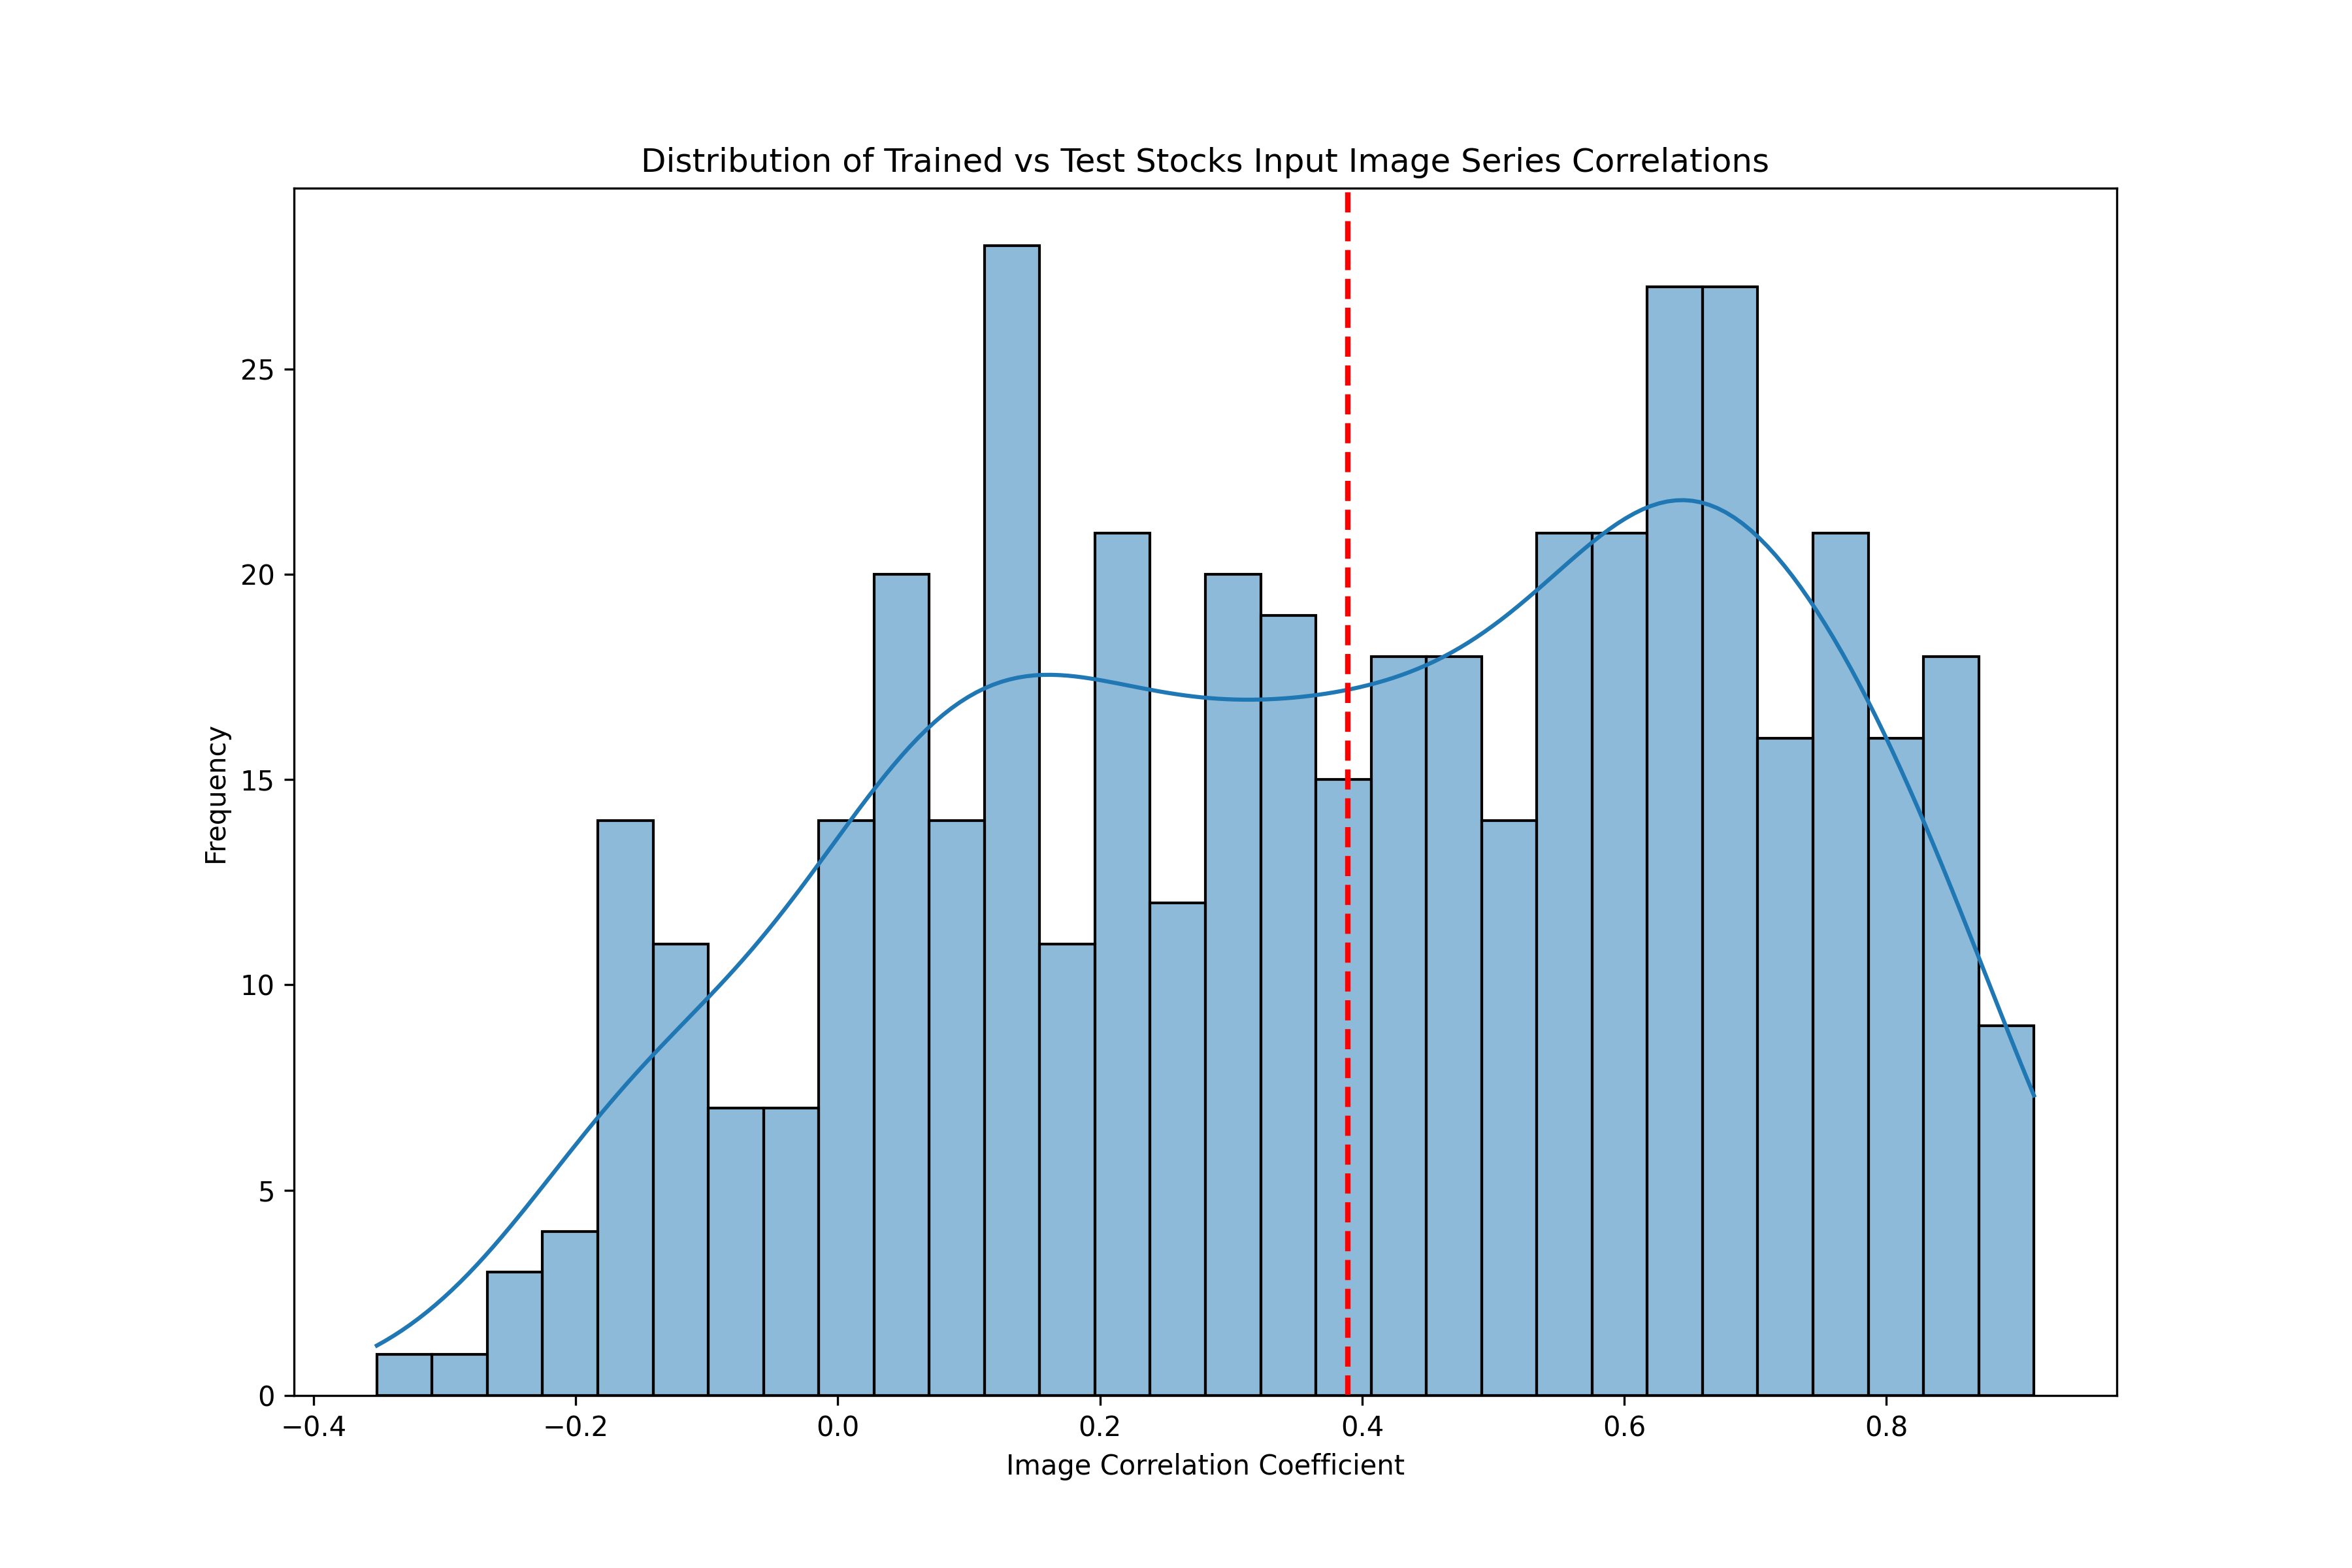 Distribution of Trained vs Test Stocks Input Image Series Correlations
Frequency
25
20
15
10
5
0
−0.4 −0.2 0.0 0.2 0.4 0.6 0.8
Image Correlation Coefficient